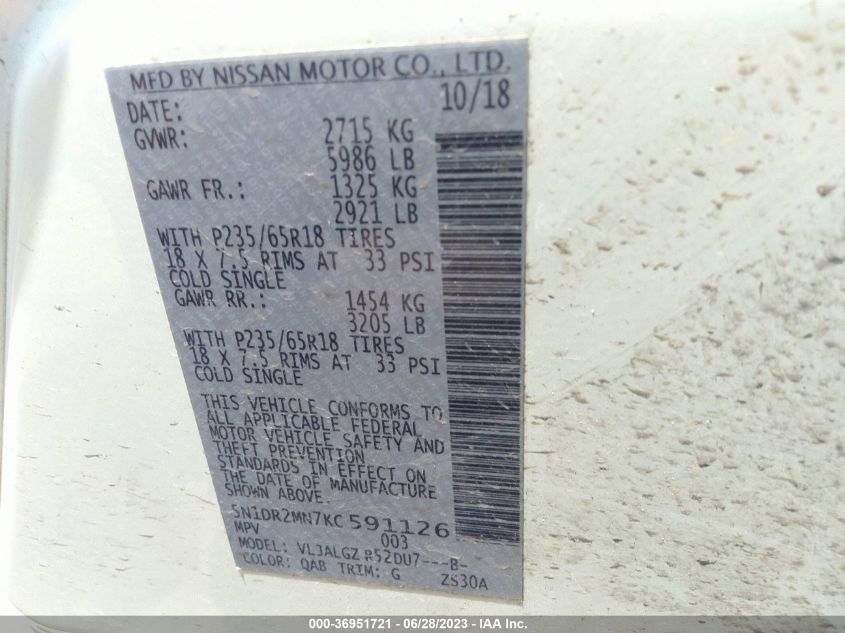 MFD BY NISSAN MOTOR CO., LTD.
DATE: 10/18
GVWR: 2715 KG
5986 LB
GAWR FR.: 1325 KG
2921 LB
WITH P235/65R18 TIRES
18 X 7.5 RIMS AT 33 PSI
COLD SINGLE
GAWR RR.: 1454 KG
3205 LB
WITH P235/65R18 TIRES
18 X 7.5 RIMS AT 33 PSI
COLD SINGLE
THIS VEHICLE CONFORMS TO
ALL APPLICABLE FEDERAL
MOTOR VEHICLE SAFETY AND
THEFT PREVENTION
STANDARDS IN EFFECT ON
THE DATE OF MANUFACTURE
SHOWN ABOVE
5N1DR2MN7KC591126
MPV 003
MODEL: VLJALGZ R52DU7---B-
COLOR: QAB TRIM: G ZS30A
000-36951721 - 06/28/2023 - IAA Inc.